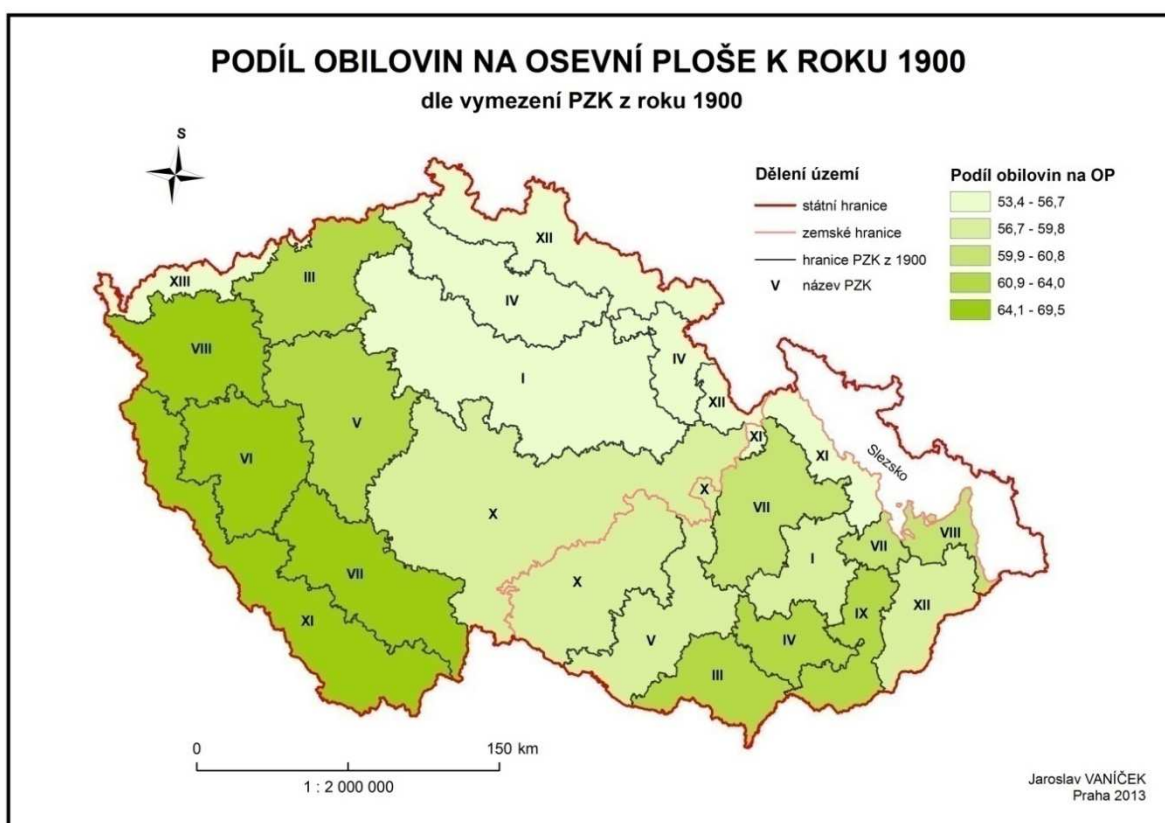 PODÍL OBILOVIN NA OSEVNÍ PLOŠE K ROKU 1900
dle vymezení PZK z roku 1900
S
Dělení území
státní hranice
zemské hranice
hranice PZK z 1900
V název PZK
Podíl obilovin na OP
53,4 - 56,7
56,7 - 59,8
59,9 - 60,8
60,9 - 64,0
64,1 - 69,5
XII
XIII
III
IV
VIII
I
IV
XII
V
XI
XI
Slezsko
VI
X
VII
X
VII
I
VII
VIII
X
XII
IX
XI
V
IV
III
0 150 km
1 : 2 000 000
Jaroslav VANÍČEK
Praha 2013